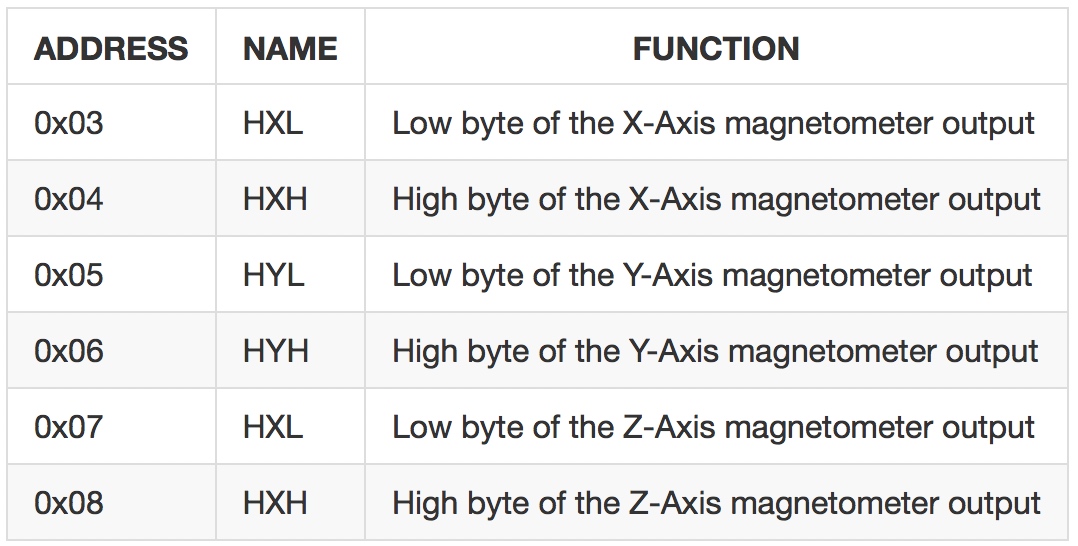 ADDRESS NAME FUNCTION
0x03 HXL Low byte of the X-Axis magnetometer output
0x04 HXH High byte of the X-Axis magnetometer output
0x05 HYL Low byte of the Y-Axis magnetometer output
0x06 HYH High byte of the Y-Axis magnetometer output
0x07 HXL Low byte of the Z-Axis magnetometer output
0x08 HXH High byte of the Z-Axis magnetometer output